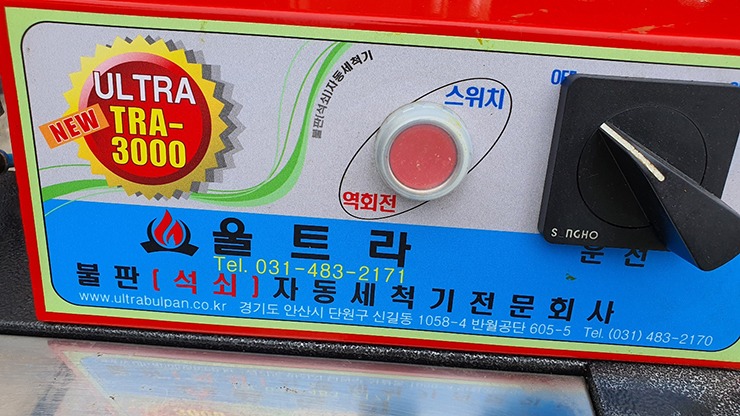 ULTRA
NEW
TRA-
3000
불판(석쇠)자동세척기
스위치
역회전
OFF
SUNGHO
운전
울트라
Tel. 031-483-2171
불판(석쇠)자동세척기전문회사
www.ultrabulpan.co.kr 경기도 안산시 단원구 신길동 1058-4 반월공단 605-5 Tel. (031) 483-2170